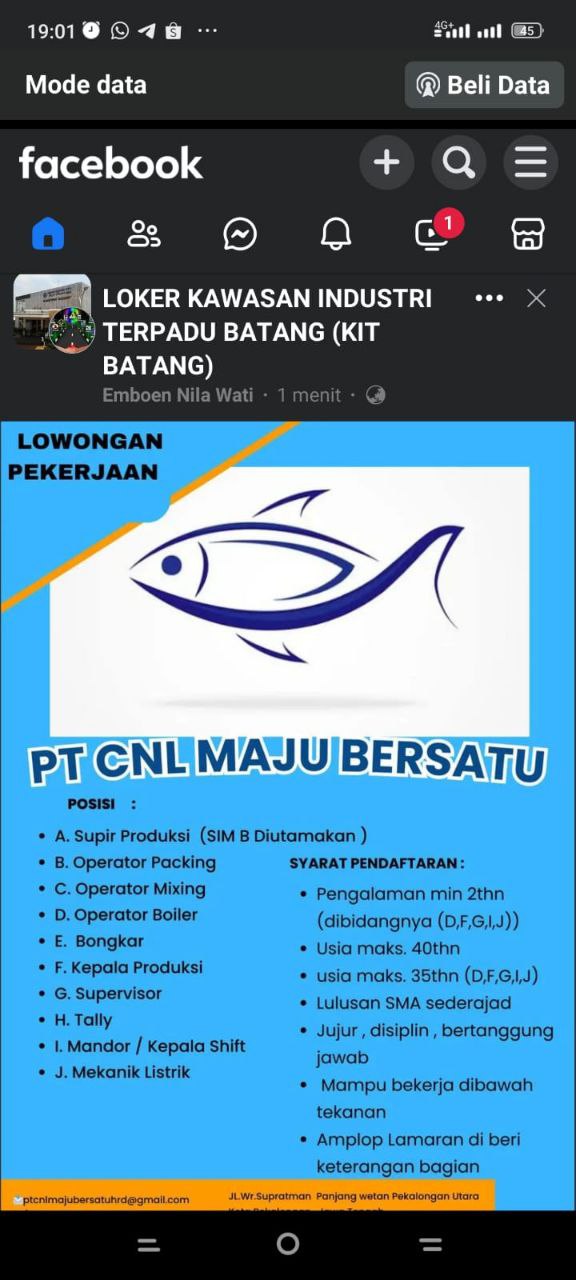 19:01
4G+
45
Mode data
Beli Data
facebook
1
LOKER KAWASAN INDUSTRI
TERPADU BATANG (KIT
BATANG)
Emboen Nila Wati · 1 menit ·
LOWONGAN
PEKERJAAN
PT CNL MAJU BERSATU
POSISI :
• A. Supir Produksi (SIM B Diutamakan )
• B. Operator Packing
• C. Operator Mixing
• D. Operator Boiler
• E. Bongkar
• F. Kepala Produksi
• G. Supervisor
• H. Tally
• I. Mandor / Kepala Shift
• J. Mekanik Listrik
SYARAT PENDAFTARAN :
• Pengalaman min 2thn
(dibidangnya (D,F,G,I,J))
• Usia maks. 40thn
• usia maks. 35thn (D,F,G,I,J)
• Lulusan SMA sederajad
• Jujur , disiplin , bertanggung
jawab
• Mampu bekerja dibawah
tekanan
• Amplop Lamaran di beri
keterangan bagian
ptcnlmajubersatuhrd@gmail.com
JL.Wr.Supratman Panjang wetan Pekalongan Utara